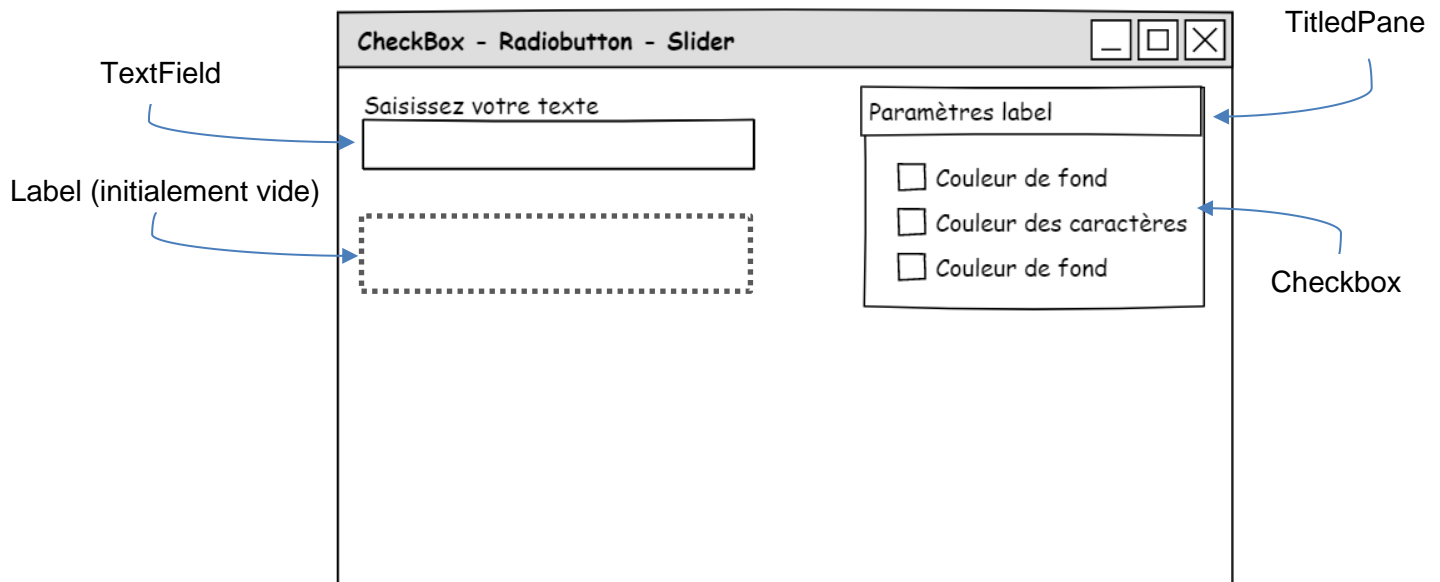 TitledPane
CheckBox - Radiobutton - Slider
TextField
Saisissez votre texte
Paramètres label
Couleur de fond
Label (initialement vide)
Couleur des caractères
Couleur de fond
Checkbox